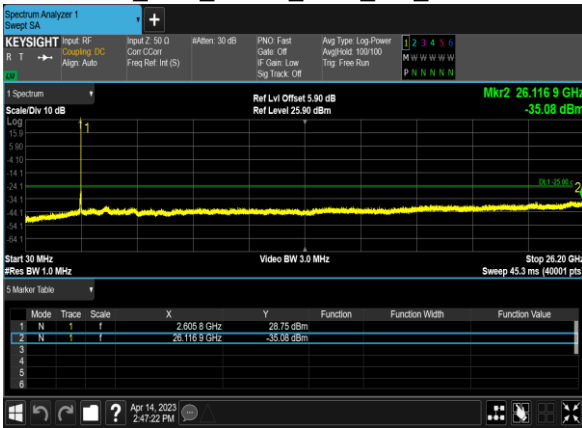 Spectrum Analyzer 1
Swept SA
+
KEYSIGHT Input: RF Input Z: 50 Ω #Atten: 30 dB PNO: Fast Avg Type: Log-Power 1 2 3 4 5 6
R T Coupling: DC Corr CCorr Gate: Off Avg|Hold: 100/100 M W W W W W
Align: Auto Freq Ref: Int (S) IF Gain: Low Trig: Free Run
LU Sig Track: Off P N N N N N
1 Spectrum Ref Lvl Offset 5.90 dB Mkr2 26.116 9 GHz
Scale/Div 10 dB Ref Level 25.90 dBm -35.08 dBm
Log
15.9
1
5.90
-4.10
-14.1
-24.1 DL1 -25.00
2
-34.1
-44.1
-54.1
-64.1
Start 30 MHz Video BW 3.0 MHz Stop 26.20 GHz
#Res BW 1.0 MHz Sweep 45.3 ms (40001 pts
5 Marker Table
Mode Trace Scale X Y Function Function Width Function Value
1 N 1 f 2.605 8 GHz 28.75 dBm
2 N 1 f 26.116 9 GHz -35.08 dBm
3
4
5
6
? Apr 14, 2023
2:47:22 PM